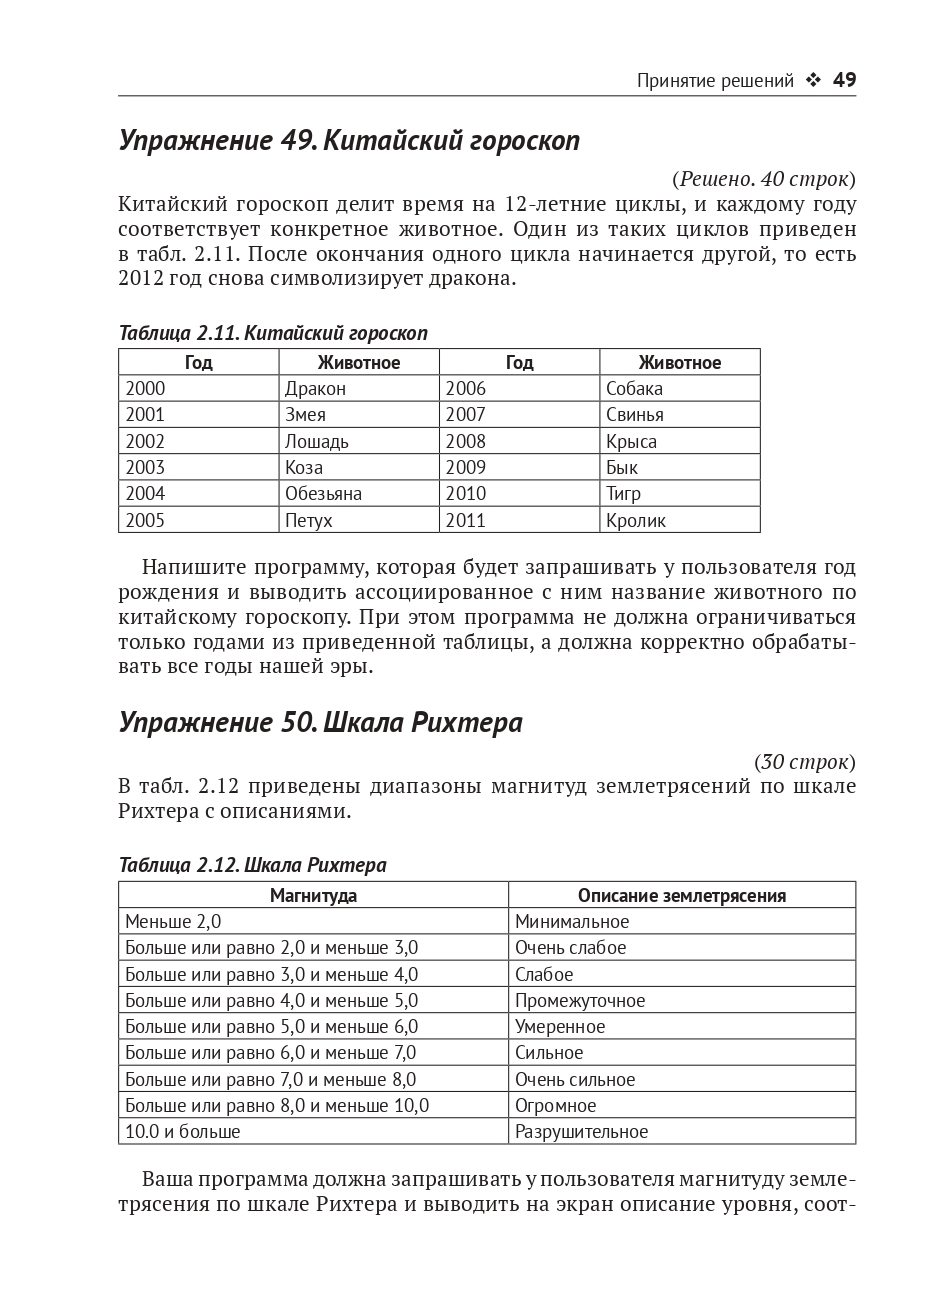 Принятие решений ❖ 49
Упражнение 49. Китайский гороскоп
(Решено. 40 строк)
Китайский гороскоп делит время на 12-летние циклы, и каждому году
соответствует конкретное животное. Один из таких циклов приведен
в табл. 2.11. После окончания одного цикла начинается другой, то есть
2012 год снова символизирует дракона.
Таблица 2.11. Китайский гороскоп
Год Животное Год Животное
2000 Дракон 2006 Собака
2001 Змея 2007 Свинья
2002 Лошадь 2008 Крыса
2003 Коза 2009 Бык
2004 Обезьяна 2010 Тигр
2005 Петух 2011 Кролик
Напишите программу, которая будет запрашивать у пользователя год
рождения и выводить ассоциированное с ним название животного по
китайскому гороскопу. При этом программа не должна ограничиваться
только годами из приведенной таблицы, а должна корректно обрабаты-
вать все годы нашей эры.
Упражнение 50. Шкала Рихтера
(30 строк)
В табл. 2.12 приведены диапазоны магнитуд землетрясений по шкале
Рихтера с описаниями.
Таблица 2.12. Шкала Рихтера
Магнитуда Описание землетрясения
Меньше 2,0 Минимальное
Больше или равно 2,0 и меньше 3,0 Очень слабое
Больше или равно 3,0 и меньше 4,0 Слабое
Больше или равно 4,0 и меньше 5,0 Промежуточное
Больше или равно 5,0 и меньше 6,0 Умеренное
Больше или равно 6,0 и меньше 7,0 Сильное
Больше или равно 7,0 и меньше 8,0 Очень сильное
Больше или равно 8,0 и меньше 10,0 Огромное
10.0 и больше Разрушительное
Ваша программа должна запрашивать у пользователя магнитуду земле-
трясения по шкале Рихтера и выводить на экран описание уровня, соот-